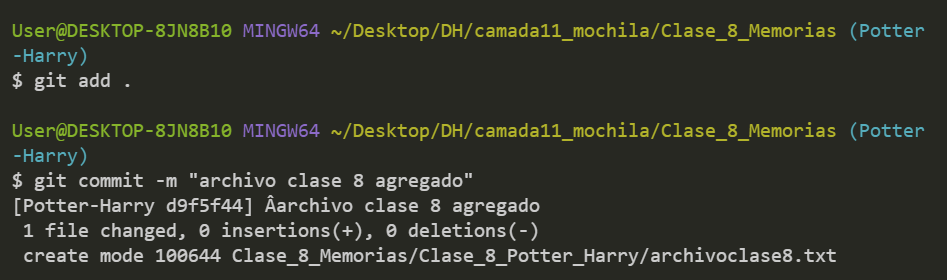 User@DESKTOP-8JN8B10 MINGW64 ~/Desktop/DH/camada11_mochila/Clase_8_Memorias (Potter
-Harry)
$ git add .
User@DESKTOP-8JN8B10 MINGW64 ~/Desktop/DH/camada11_mochila/Clase_8_Memorias (Potter
-Harry)
$ git commit -m "archivo clase 8 agregado"
[Potter-Harry d9f5f44] Âarchivo clase 8 agregado
 1 file changed, 0 insertions(+), 0 deletions(-)
 create mode 100644 Clase_8_Memorias/Clase_8_Potter_Harry/archivoclase8.txt